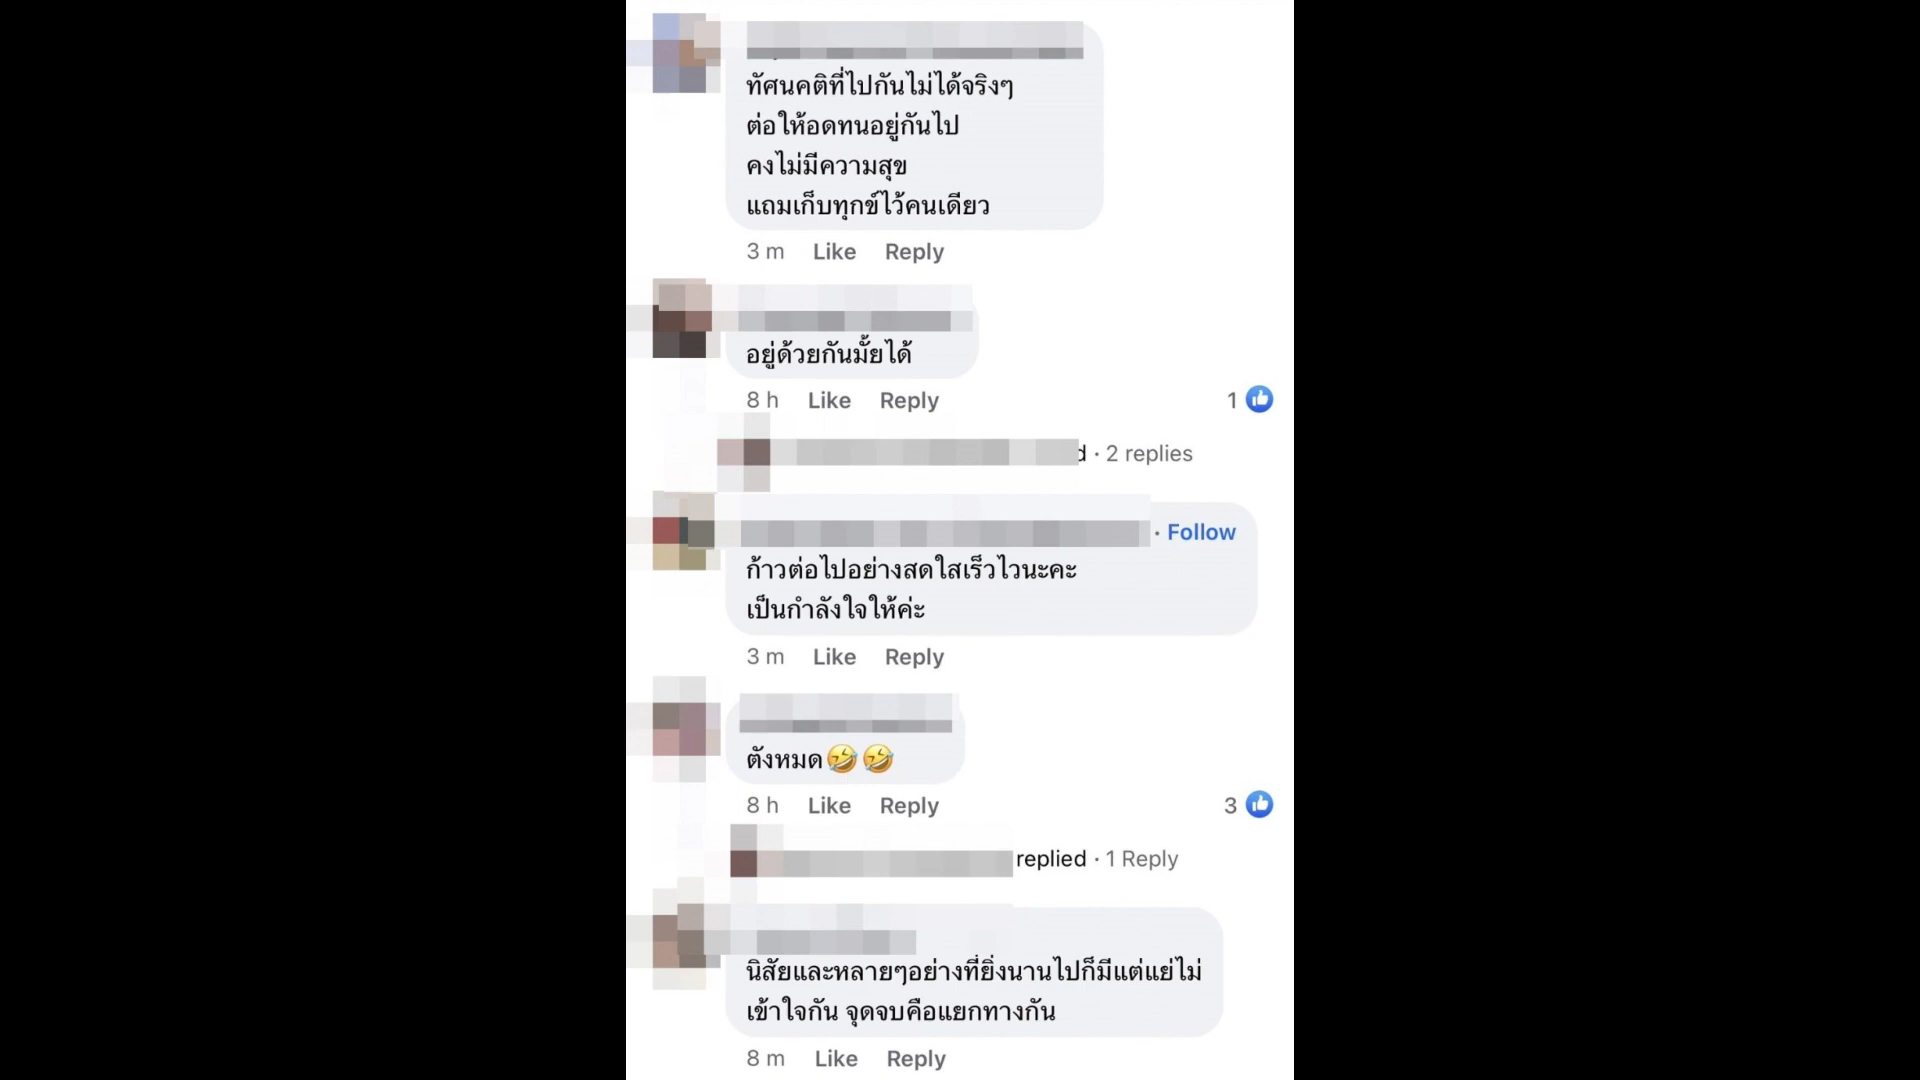 ทัศนคติที่ไปกันไม่ได้จริงๆ
ต่อให้อดทนอยู่กันไป
คงไม่มีความสุข
แถมเก็บทุกข์ไว้คนเดียว
3 m Like Reply
อยู่ด้วยกันมั้ยได้
8 h Like Reply 1
· 2 replies
· Follow
ก้าวต่อไปอย่างสดใสเร็วไวนะคะ
เป็นกำลังใจให้ค่ะ
3 m Like Reply
ตังหมด🤣🤣
8 h Like Reply 3
replied · 1 Reply
นิสัยและหลายๆอย่างที่ยิ่งนานไปก็มีแต่แย่ไม่
เข้าใจกัน จุดจบคือแยกทางกัน
8 m Like Reply